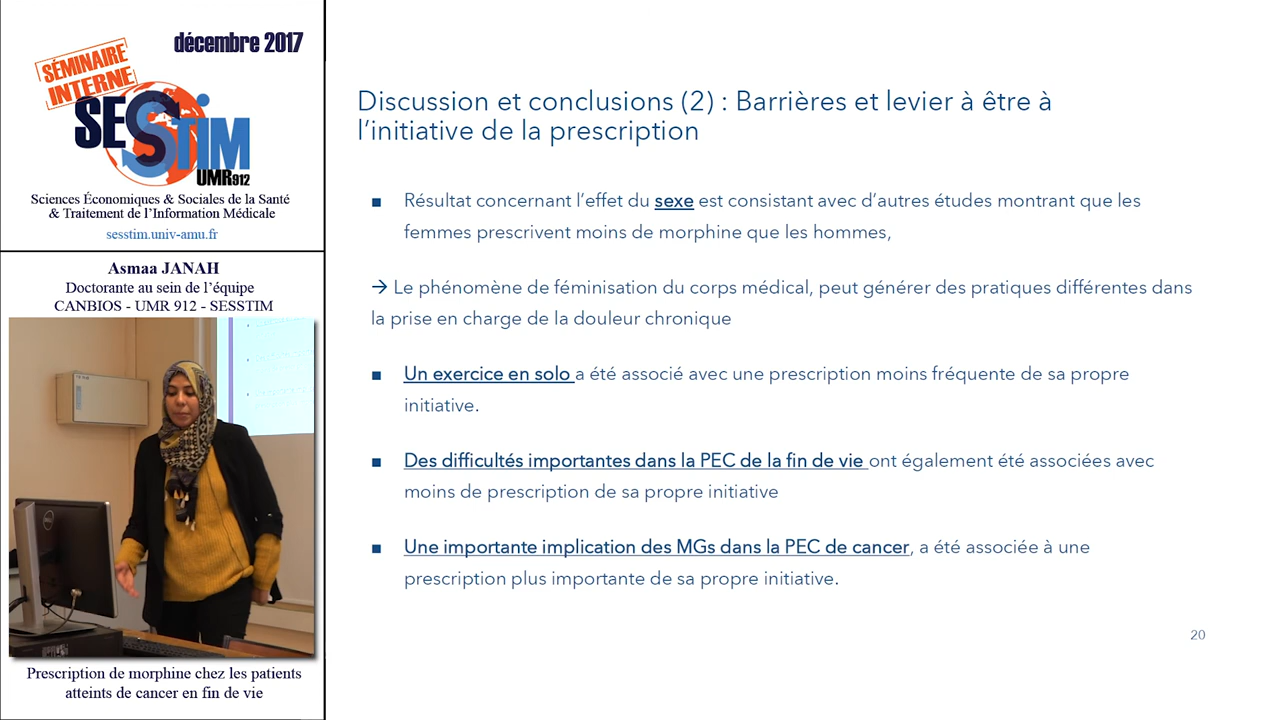 décembre 2017
SÉMINAIRE
INTERNE
SESSTIM
UMR912
Sciences Économiques & Sociales de la Santé
& Traitement de l'Information Médicale
sesstim.univ-amu.fr
Asmaa JANAH
Doctorante au sein de l'équipe
CANBIOS - UMR 912 - SESSTIM
Prescription de morphine chez les patients
atteints de cancer en fin de vie
Discussion et conclusions (2) : Barrières et levier à être à
l'initiative de la prescription
▪ Résultat concernant l'effet du sexe est consistant avec d'autres études montrant que les
femmes prescrivent moins de morphine que les hommes,
→ Le phénomène de féminisation du corps médical, peut générer des pratiques différentes dans
la prise en charge de la douleur chronique
▪ Un exercice en solo a été associé avec une prescription moins fréquente de sa propre
initiative.
▪ Des difficultés importantes dans la PEC de la fin de vie ont également été associées avec
moins de prescription de sa propre initiative
▪ Une importante implication des MGs dans la PEC de cancer, a été associée à une
prescription plus importante de sa propre initiative.
20